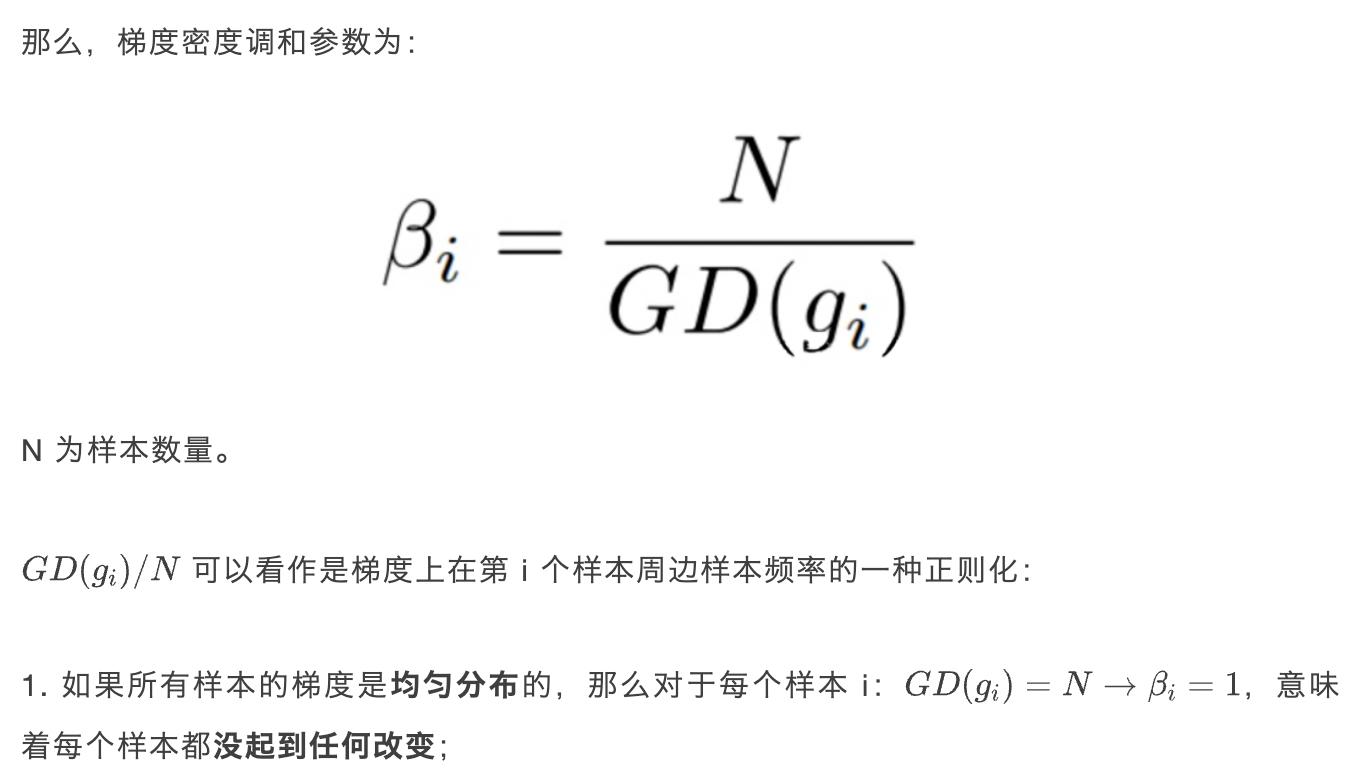 那么，梯度密度调和参数为：
β_i = N / GD(g_i)
N 为样本数量。
GD(g_i)/N 可以看作是梯度上在第 i 个样本周边样本频率的一种正则化：
1. 如果所有样本的梯度是均匀分布的，那么对于每个样本 i：GD(g_i) = N → β_i = 1，意味
着每个样本都没起到任何改变；